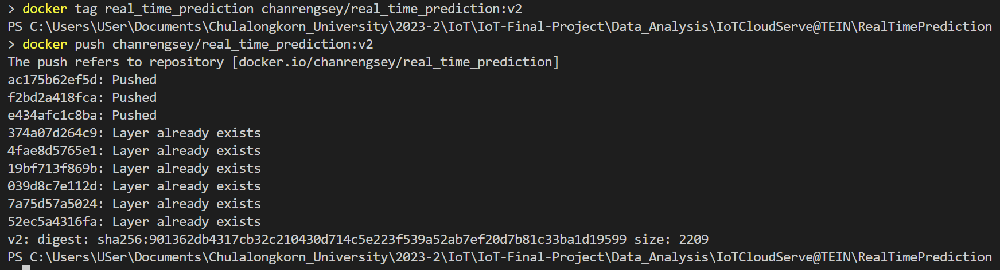 > docker tag real_time_prediction chanrengsey/real_time_prediction:v2
PS C:\Users\USer\Documents\Chulalongkorn_University\2023-2\IoT\IoT-Final-Project\Data_Analysis\IoTCloudServe@TEIN\RealTimePrediction
> docker push chanrengsey/real_time_prediction:v2
The push refers to repository [docker.io/chanrengsey/real_time_prediction]
ac175b62ef5d: Pushed
f2bd2a418fca: Pushed
e434afc1c8ba: Pushed
374a07d264c9: Layer already exists
4fae8d5765e1: Layer already exists
19bf713f869b: Layer already exists
039d8c7e112d: Layer already exists
7a75d57a5024: Layer already exists
52ec5a4316fa: Layer already exists
v2: digest: sha256:901362db4317cb32c210430d714c5e223f539a52ab7ef20d7b81c33ba1d19599 size: 2209
PS C:\Users\USer\Documents\Chulalongkorn_University\2023-2\IoT\IoT-Final-Project\Data_Analysis\IoTCloudServe@TEIN\RealTimePrediction